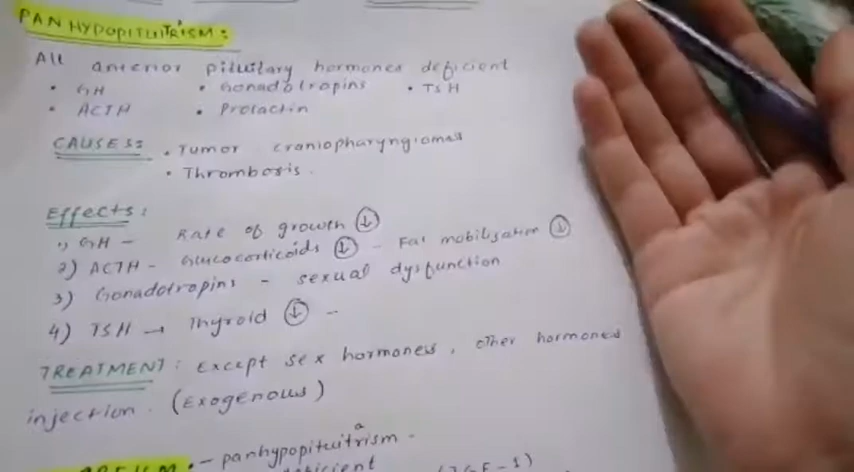 PANHYPOPITUITRISM:
All anterior pituitary hormones deficient
• GH • Gonadotropins • TSH
• ACTH • Prolactin
CAUSES: • Tumor craniopharyngiomas
• Thrombosis.
Effects:
1) GH - Rate of growth ↓
2) ACTH - Glucocorticoids ↓ - Fat mobilization ↓
3) Gonadotropins - sexual dysfunction
4) TSH → Thyroid ↓ -
TREATMENT: Except sex hormones, other hormones
injection. (Exogenous)
- panhypopituitarism -